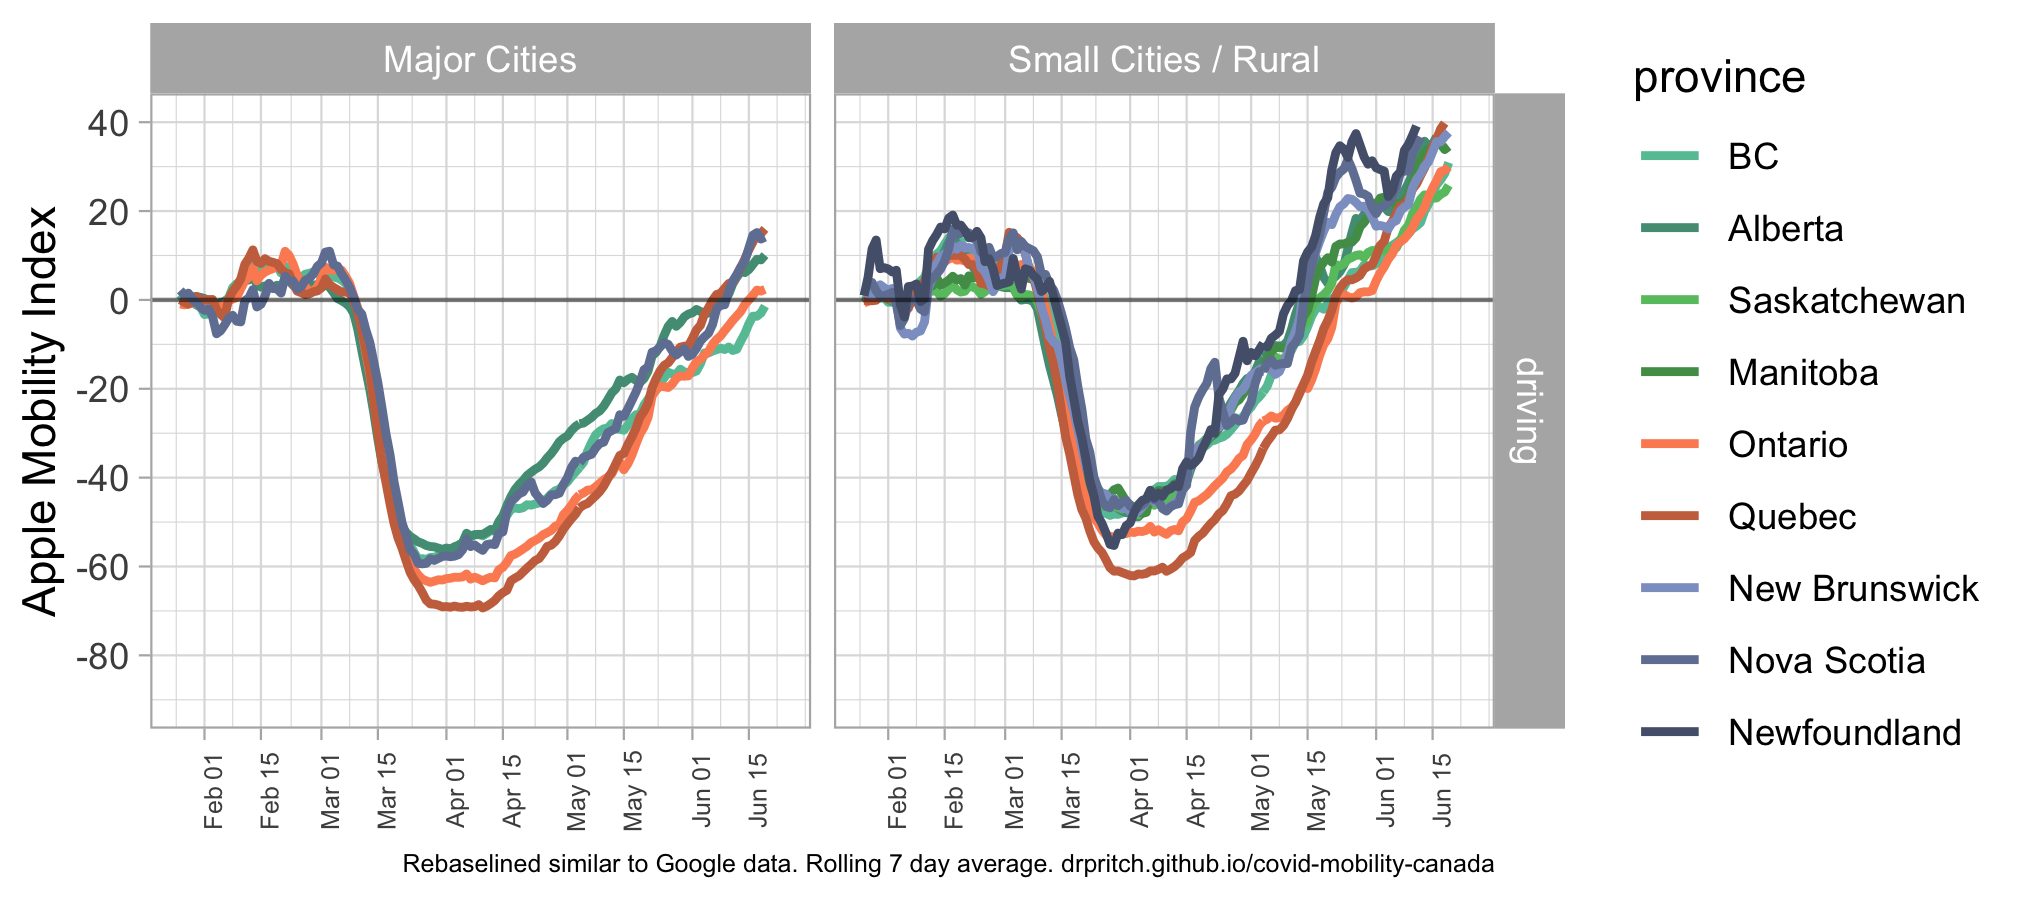 Major Cities
Small Cities / Rural
province
BC
Alberta
Saskatchewan
Manitoba
Ontario
Quebec
New Brunswick
Nova Scotia
Newfoundland
Apple Mobility Index
40
20
0
-20
-40
-60
-80
driving
Feb 01
Feb 15
Mar 01
Mar 15
Apr 01
Apr 15
May 01
May 15
Jun 01
Jun 15
Feb 01
Feb 15
Mar 01
Mar 15
Apr 01
Apr 15
May 01
May 15
Jun 01
Jun 15
Rebaselined similar to Google data. Rolling 7 day average. drpritch.github.io/covid-mobility-canada